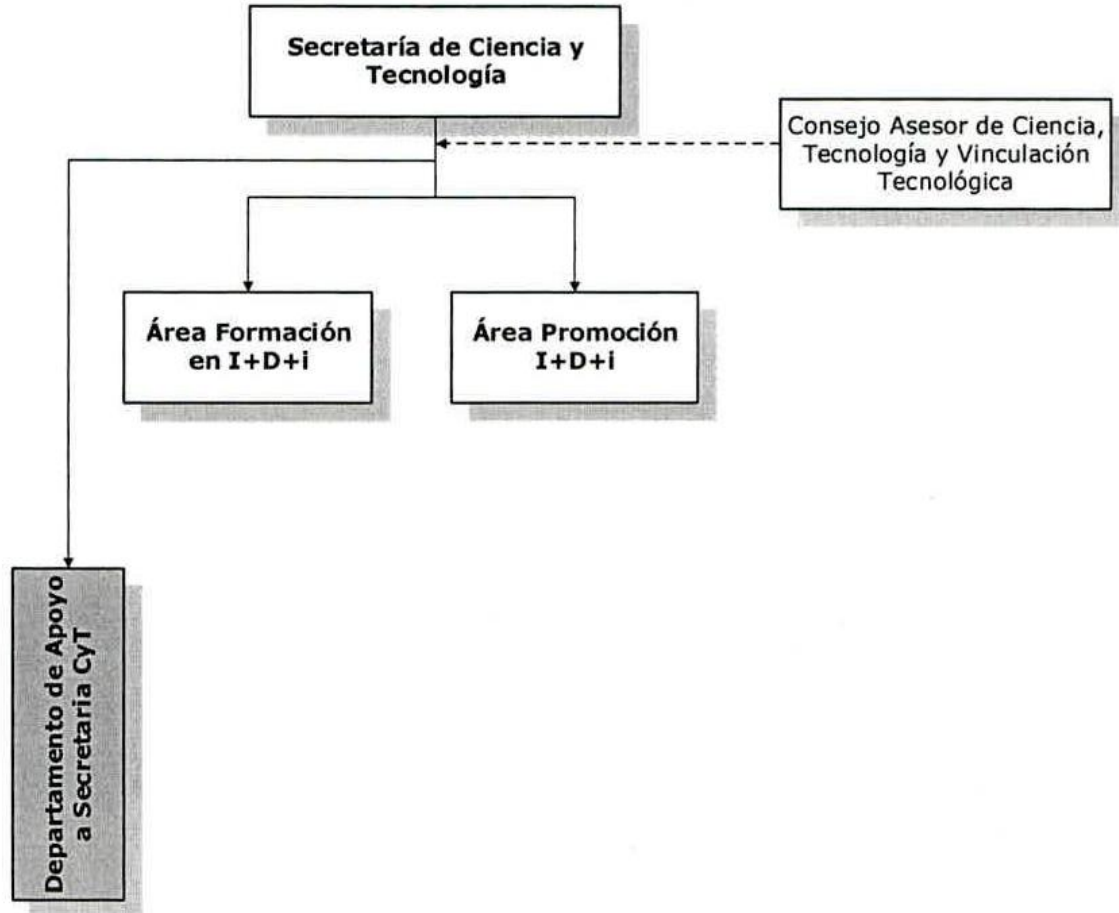 Secretaría de Ciencia y
Tecnología
Consejo Asesor de Ciencia,
Tecnología y Vinculación
Tecnológica
Área Formación
en I+D+i
Área Promoción
I+D+i
Departamento de Apoyo
a Secretaria CyT